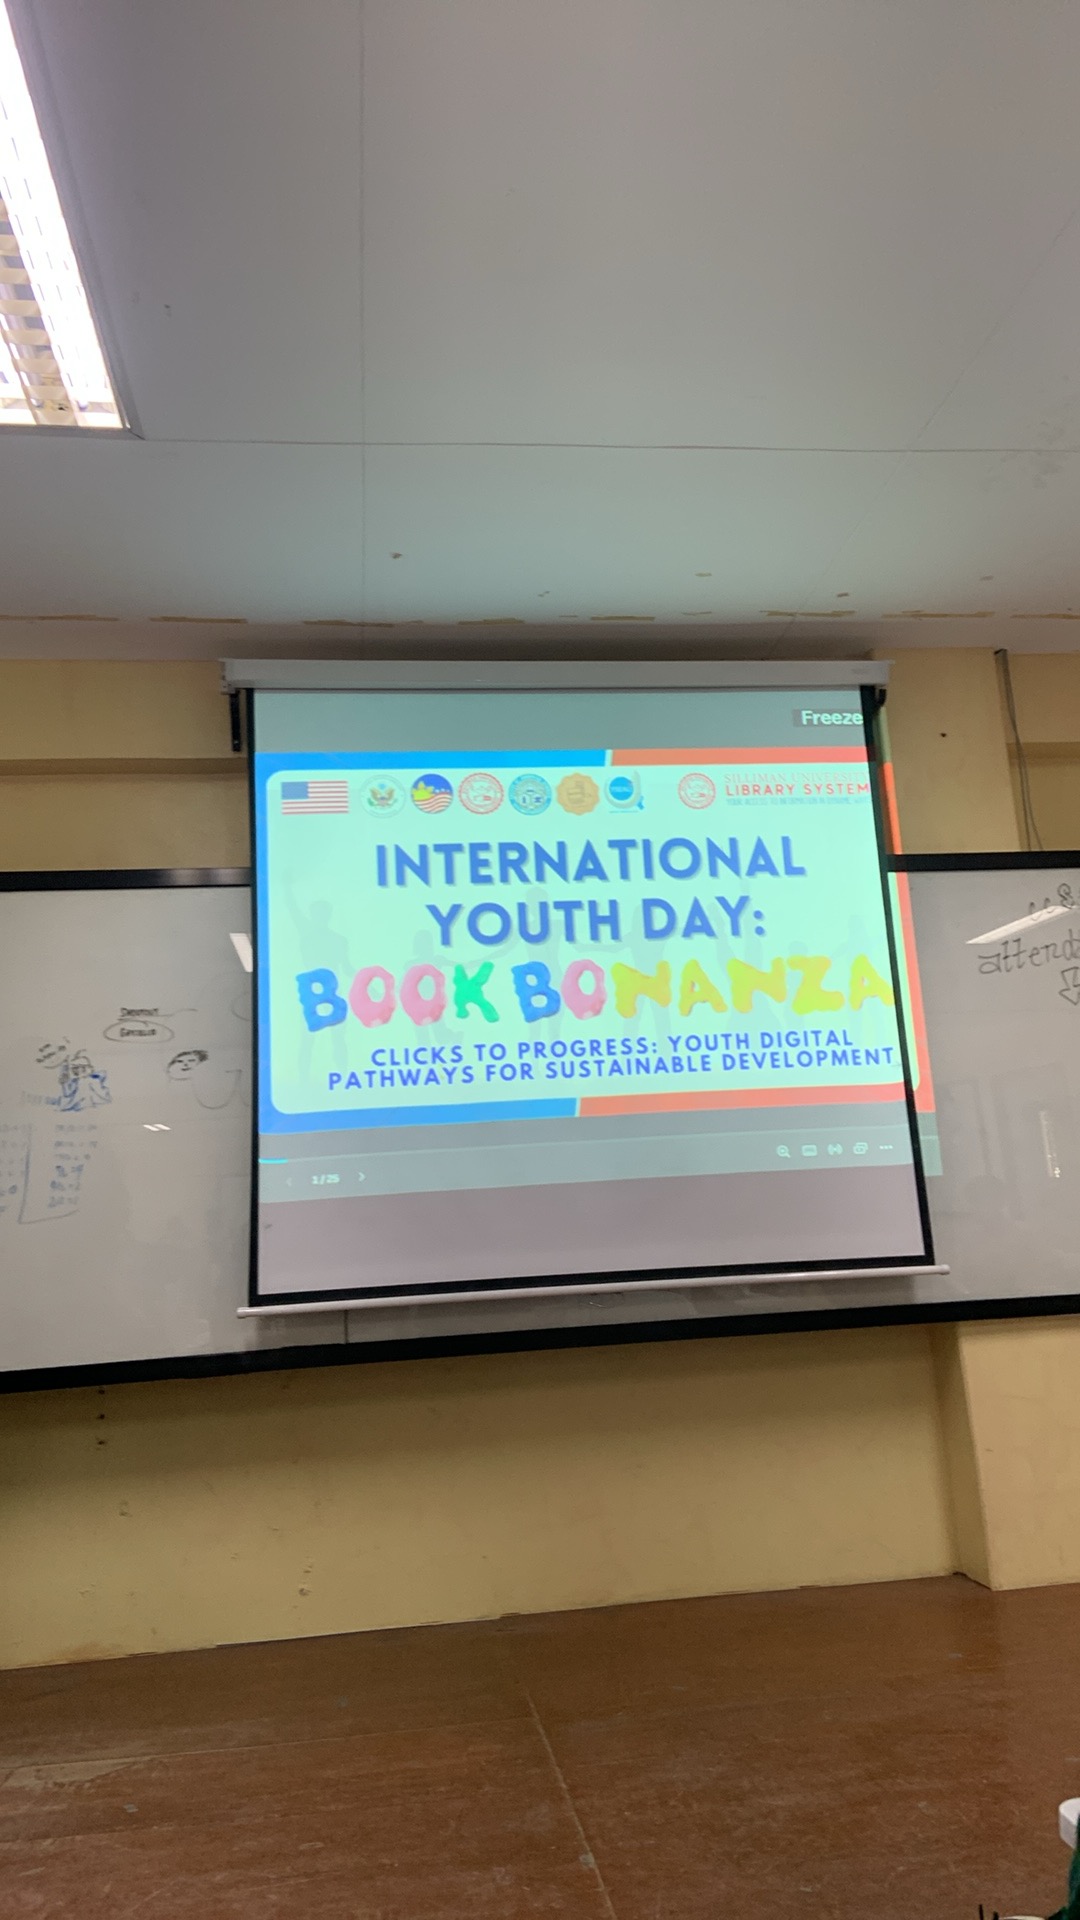 Freeze
SILLIMAN UNIVERSITY
LIBRARY SYSTEM
INTERNATIONAL
YOUTH DAY:
BOOK BONANZA
CLICKS TO PROGRESS: YOUTH DIGITAL
PATHWAYS FOR SUSTAINABLE DEVELOPMENT
1/25
attenda